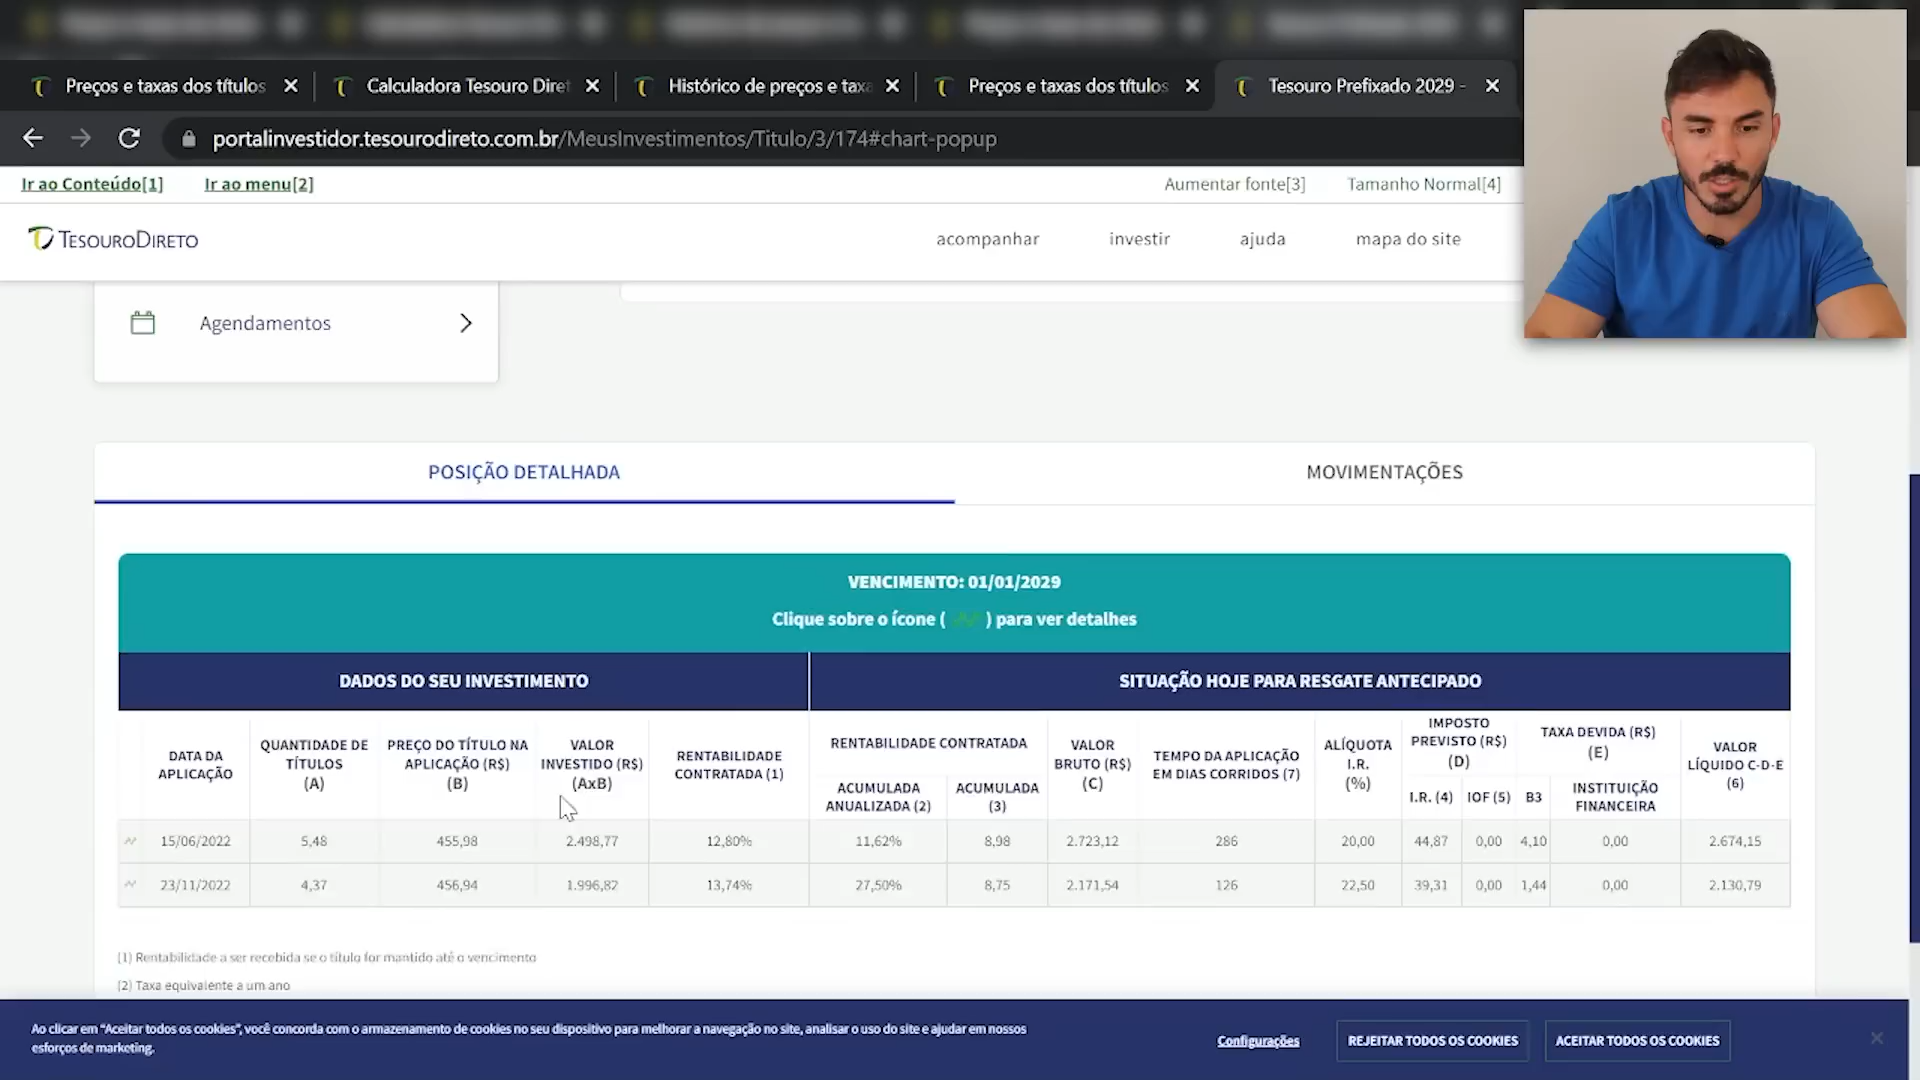 Preços e taxas dos títulos
Calculadora Tesouro Diret
Histórico de preços e taxa
Preços e taxas dos títulos
Tesouro Prefixado 2029 -
portalinvestidor.tesourodireto.com.br/MeusInvestimentos/Titulo/3/174#chart-popup
Ir ao Conteúdo[1] Ir ao menu[2] Aumentar fonte[3] Tamanho Normal[4]
TESOURODIRETO acompanhar investir ajuda mapa do site
Agendamentos
POSIÇÃO DETALHADA MOVIMENTAÇÕES
VENCIMENTO: 01/01/2029
Clique sobre o ícone ( ) para ver detalhes
DADOS DO SEU INVESTIMENTO SITUAÇÃO HOJE PARA RESGATE ANTECIPADO
DATA DA
APLICAÇÃO
QUANTIDADE DE
TÍTULOS
(A)
PREÇO DO TÍTULO NA
APLICAÇÃO (R$)
(B)
VALOR
INVESTIDO (R$)
(AxB)
RENTABILIDADE
CONTRATADA (1)
RENTABILIDADE CONTRATADA
ACUMULADA
ANUALIZADA (2)
ACUMULADA
(3)
VALOR
BRUTO (R$)
(C)
TEMPO DA APLICAÇÃO
EM DIAS CORRIDOS (7)
ALÍQUOTA
I.R.
(%)
IMPOSTO
PREVISTO (R$)
(D)
I.R. (4) IOF (5)
TAXA DEVIDA (R$)
(E)
B3
INSTITUIÇÃO
FINANCEIRA
VALOR
LÍQUIDO C-D-E
(6)
15/06/2022 5,48 455,98 2.498,77 12,80% 11,62% 8,98 2.723,12 286 20,00 44,87 0,00 4,10 0,00 2.674,15
23/11/2022 4,37 456,94 1.996,82 13,74% 27,50% 8,75 2.171,54 126 22,50 39,31 0,00 1,44 0,00 2.130,79
(1) Rentabilidade a ser recebida se o título for mantido até o vencimento
(2) Taxa equivalente a um ano
Ao clicar em "Aceitar todos os cookies", você concorda com o armazenamento de cookies no seu dispositivo para melhorar a navegação no site, analisar o uso do site e ajudar em nossos
esforços de marketing.
Configurações REJEITAR TODOS OS COOKIES ACEITAR TODOS OS COOKIES